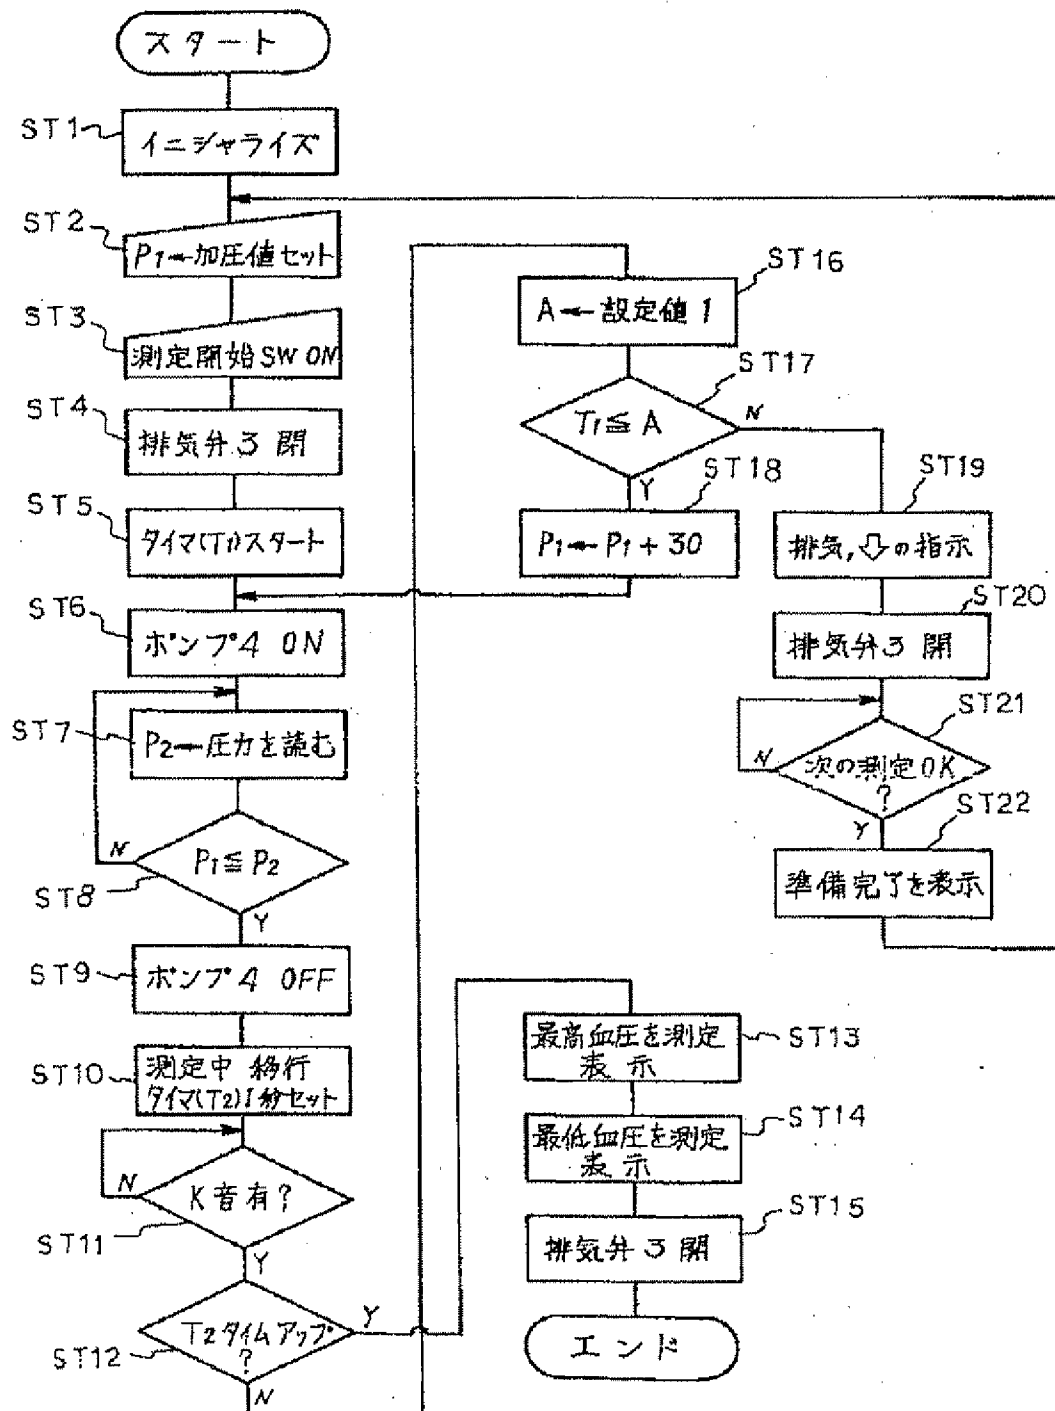 スタート
ST1
イニシャライズ
ST2
P1←加圧値セット
ST3
測定開始SW ON
ST4
排気弁3 閉
ST5
タイマ(T1)スタート
ST6
ポンプ4 ON
ST7
P2←圧力を読む
ST8
P1≦P2
N
Y
ST9
ポンプ4 OFF
ST10
測定中 移行
タイマ(T2)1秒セット
ST11
K音有?
N
Y
ST12
T2タイムアップ
?
Y
N
ST16
A←設定値1
ST17
T1≦A
N
Y
ST18
P1←P1+30
ST19
排気,⇩の指示
ST20
排気弁3 開
ST21
次の測定OK
?
N
Y
ST22
準備完了を表示
ST13
最高血圧を測定
表示
ST14
最低血圧を測定
表示
ST15
排気弁3 開
エンド